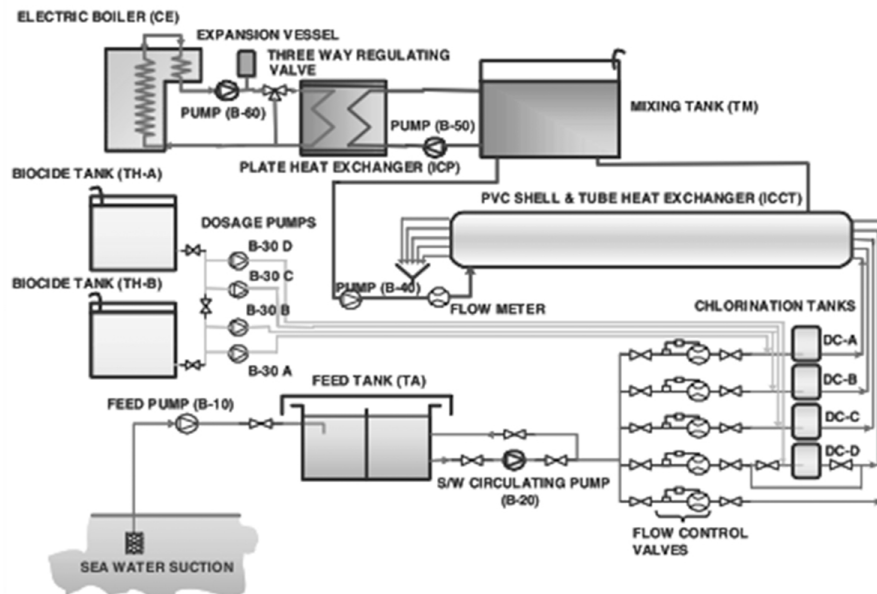 ELECTRIC BOILER (CE)
EXPANSION VESSEL
THREE WAY REGULATING
VALVE
PUMP (B-60)
PUMP (B-50)
MIXING TANK (TM)
PLATE HEAT EXCHANGER (ICP)
BIOCIDE TANK (TH-A)
PVC SHELL & TUBE HEAT EXCHANGER (ICCT)
DOSAGE PUMPS
B-30 D
B-30 C
BIOCIDE TANK (TH-B)
PUMP (B-40)
FLOW METER
CHLORINATION TANKS
B-30 B
DC-A
B-30 A
FEED TANK (TA)
DC-B
FEED PUMP (B-10)
DC-C
DC-D
S/W CIRCULATING PUMP
(B-20)
FLOW CONTROL
VALVES
SEA WATER SUCTION